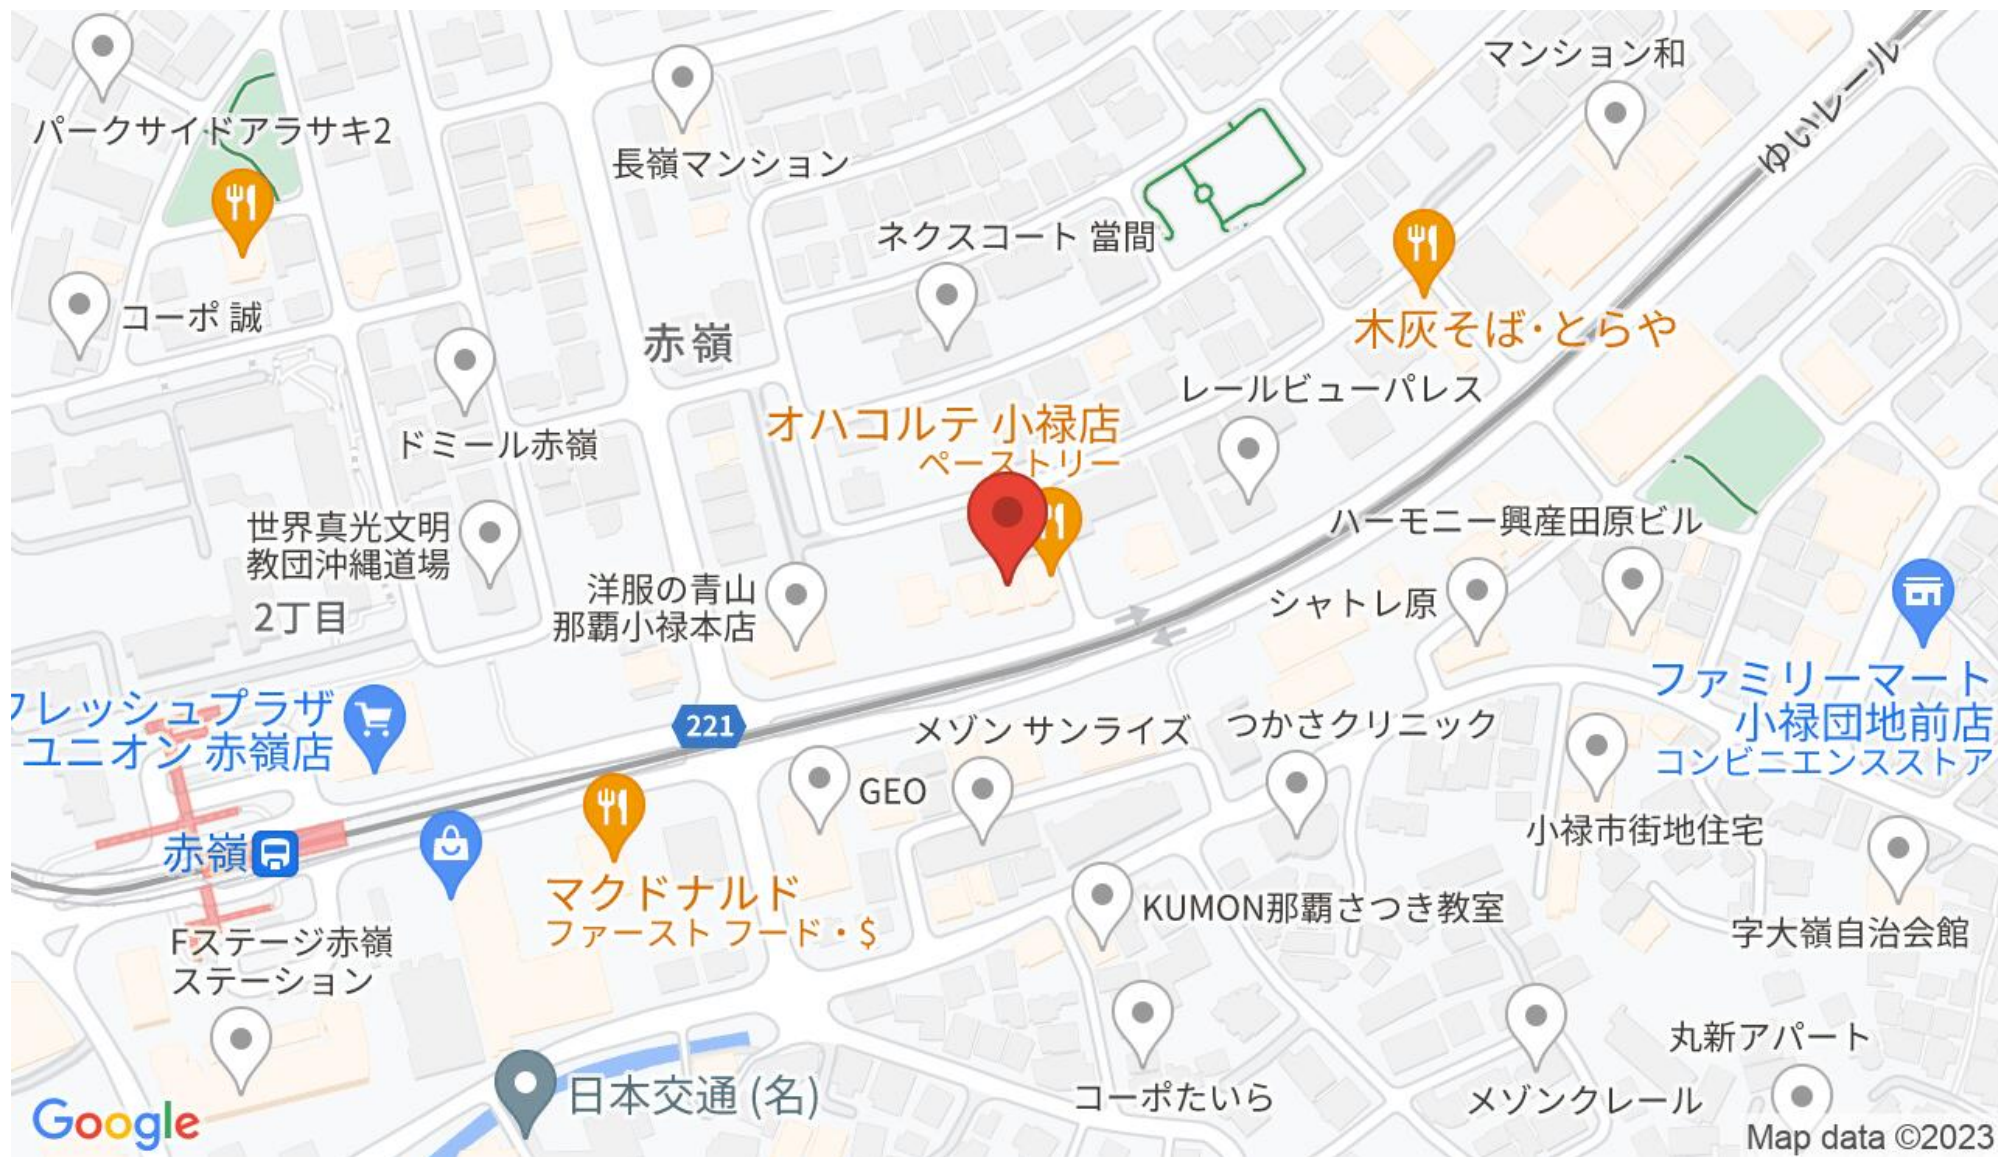 マンション和
ゆいレール
パークサイドアラサキ2
長嶺マンション
ネクスコート 當間
コーポ 誠
赤嶺
木灰そば・とらや
レールビューパレス
オハコルテ 小禄店
ペーストリー
ドミール赤嶺
世界真光文明
教団沖縄道場
2丁目
ハーモニー興産田原ビル
洋服の青山
那覇小禄本店
シャトレ原
フレッシュプラザ
ユニオン 赤嶺店
221
メゾン サンライズ
つかさクリニック
ファミリーマート
小禄団地前店
コンビニエンスストア
GEO
小禄市街地住宅
赤嶺
マクドナルド
ファースト フード・$
KUMON那覇さつき教室
字大嶺自治会館
Fステージ赤嶺
ステーション
丸新アパート
日本交通 (名)
コーポたいら
メゾンクレール
Google
Map data ©2023